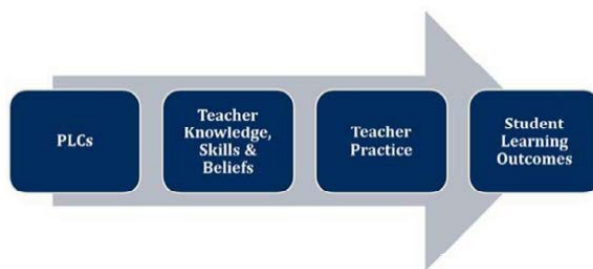 PLCs
Teacher
Knowledge,
Skills &
Beliefs
Teacher
Practice
Student
Learning
Outcomes